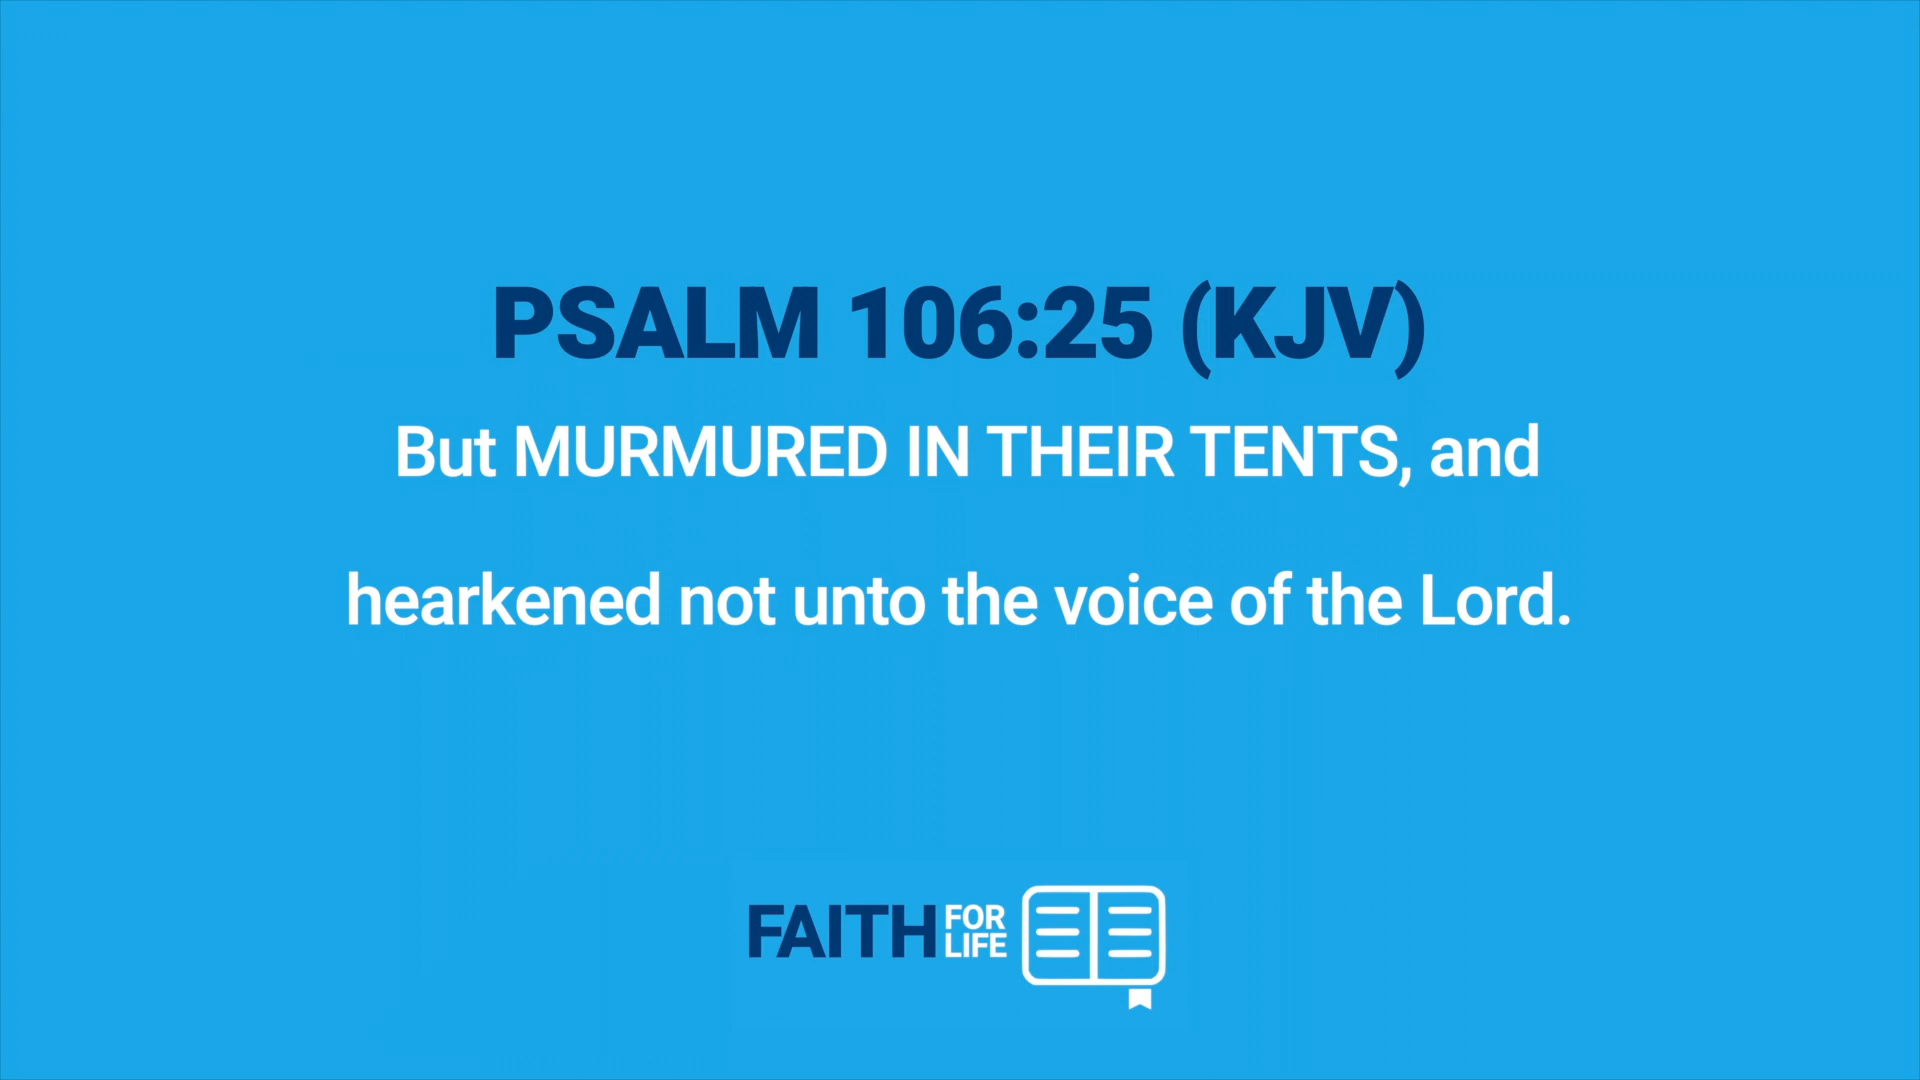 PSALM 106:25 (KJV)
But MURMURED IN THEIR TENTS, and
hearkened not unto the voice of the Lord.
FAITH FOR LIFE